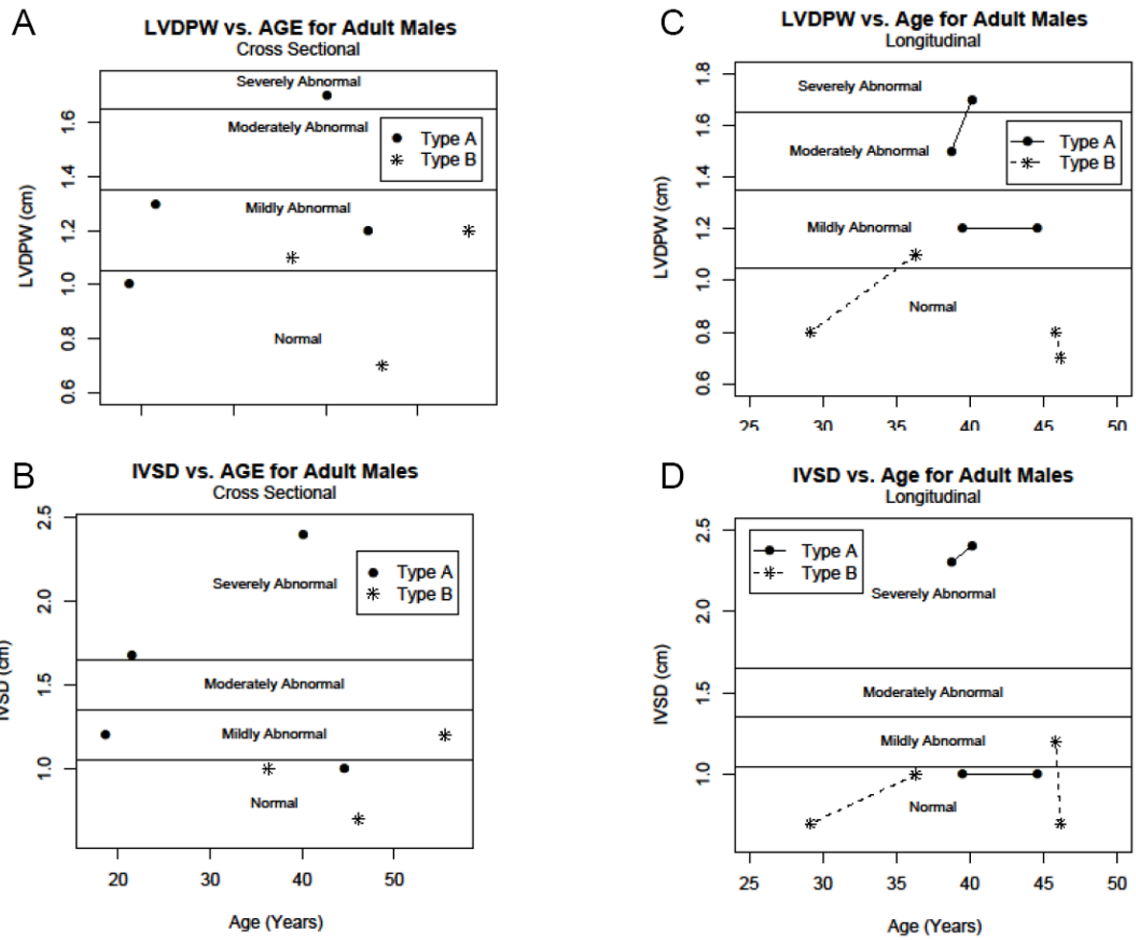 A
LVDPW vs. AGE for Adult Males
Cross Sectional
Severely Abnormal
Moderately Abnormal
Type A
Type B
Mildly Abnormal
Normal
LVDPW (cm)
0.6 0.8 1.0 1.2 1.4 1.6
C
LVDPW vs. Age for Adult Males
Longitudinal
Severely Abnormal
Moderately Abnormal
Type A
Type B
Mildly Abnormal
Normal
LVDPW (cm)
0.6 0.8 1.0 1.2 1.4 1.6 1.8
25 30 35 40 45 50
B
IVSD vs. AGE for Adult Males
Cross Sectional
Type A
Type B
Severely Abnormal
Moderately Abnormal
Mildly Abnormal
Normal
IVSD (cm)
1.0 1.5 2.0 2.5
20 30 40 50
Age (Years)
D
IVSD vs. Age for Adult Males
Longitudinal
Type A
Type B
Severely Abnormal
Moderately Abnormal
Mildly Abnormal
Normal
IVSD (cm)
1.0 1.5 2.0 2.5
25 30 35 40 45 50
Age (Years)